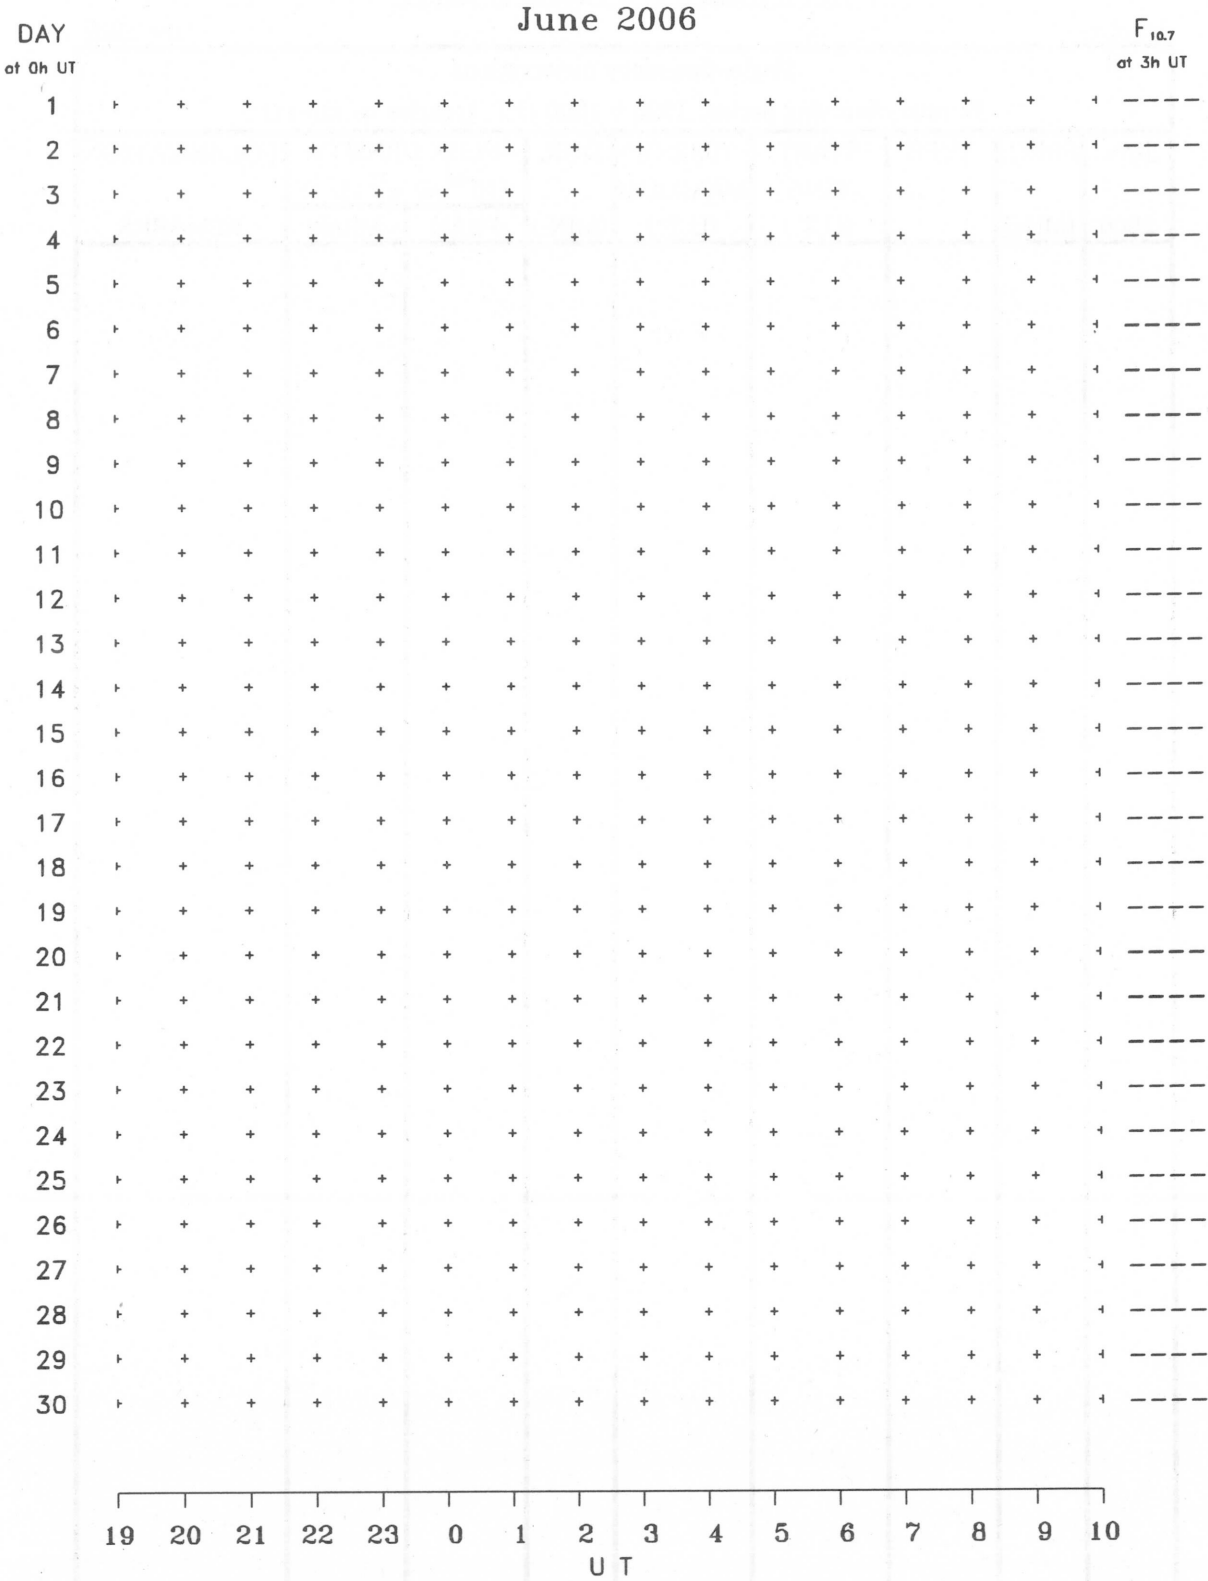 June 2006
DAY F10.7
at 0h UT at 3h UT
1 + + + + + + + + + + + + + + ----
2 + + + + + + + + + + + + + + ----
3 + + + + + + + + + + + + + + ----
4 + + + + + + + + + + + + + + ----
5 + + + + + + + + + + + + + + ----
6 + + + + + + + + + + + + + + ----
7 + + + + + + + + + + + + + + ----
8 + + + + + + + + + + + + + + ----
9 + + + + + + + + + + + + + + ----
10 + + + + + + + + + + + + + + ----
11 + + + + + + + + + + + + + + ----
12 + + + + + + + + + + + + + + ----
13 + + + + + + + + + + + + + + ----
14 + + + + + + + + + + + + + + ----
15 + + + + + + + + + + + + + + ----
16 + + + + + + + + + + + + + + ----
17 + + + + + + + + + + + + + + ----
18 + + + + + + + + + + + + + + ----
19 + + + + + + + + + + + + + + ----
20 + + + + + + + + + + + + + + ----
21 + + + + + + + + + + + + + + ----
22 + + + + + + + + + + + + + + ----
23 + + + + + + + + + + + + + + ----
24 + + + + + + + + + + + + + + ----
25 + + + + + + + + + + + + + + ----
26 + + + + + + + + + + + + + + ----
27 + + + + + + + + + + + + + + ----
28 + + + + + + + + + + + + + + ----
29 + + + + + + + + + + + + + + ----
30 + + + + + + + + + + + + + + ----
19 20 21 22 23 0 1 2 3 4 5 6 7 8 9 10
U T